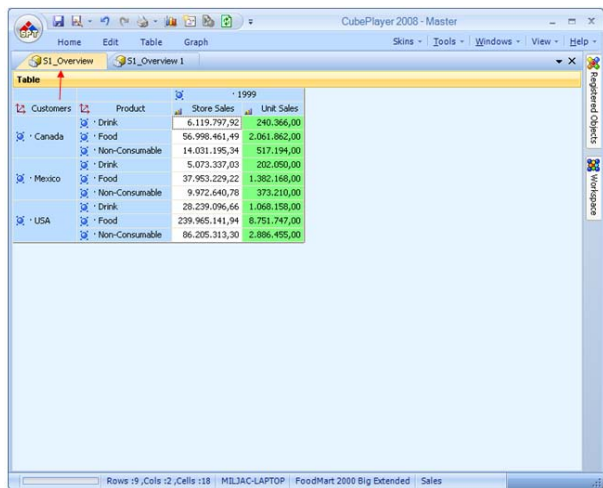 CubePlayer 2008 - Master
Home Edit Table Graph Skins Tools Windows View Help
S1_Overview S1_Overview 1
Table
1999
Customers Product Store Sales Unit Sales
Drink 6.119.797,92 240.366,00
Canada Food 56.998.461,49 2.061.862,00
Non-Consumable 14.031.195,34 517.194,00
Drink 5.073.337,03 202.050,00
Mexico Food 37.953.229,22 1.382.168,00
Non-Consumable 9.972.640,78 373.210,00
Drink 28.239.096,66 1.068.158,00
USA Food 239.965.141,94 8.751.747,00
Non-Consumable 86.205.313,30 2.886.455,00
Registered Objects
Workspace
Rows :9 ,Cols :2 ,Cells :18 MILJAC-LAPTOP FoodMart 2000 Big Extended Sales